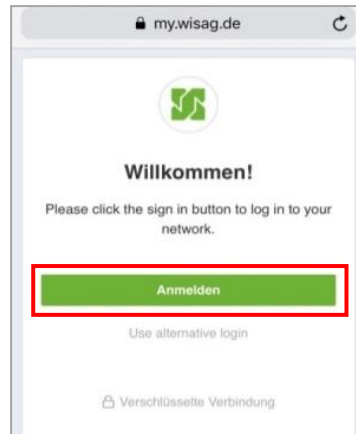 my.wisag.de
Willkommen!
Please click the sign in button to log in to your
network.
Anmelden
Use alternative login
Verschlüsselte Verbindung